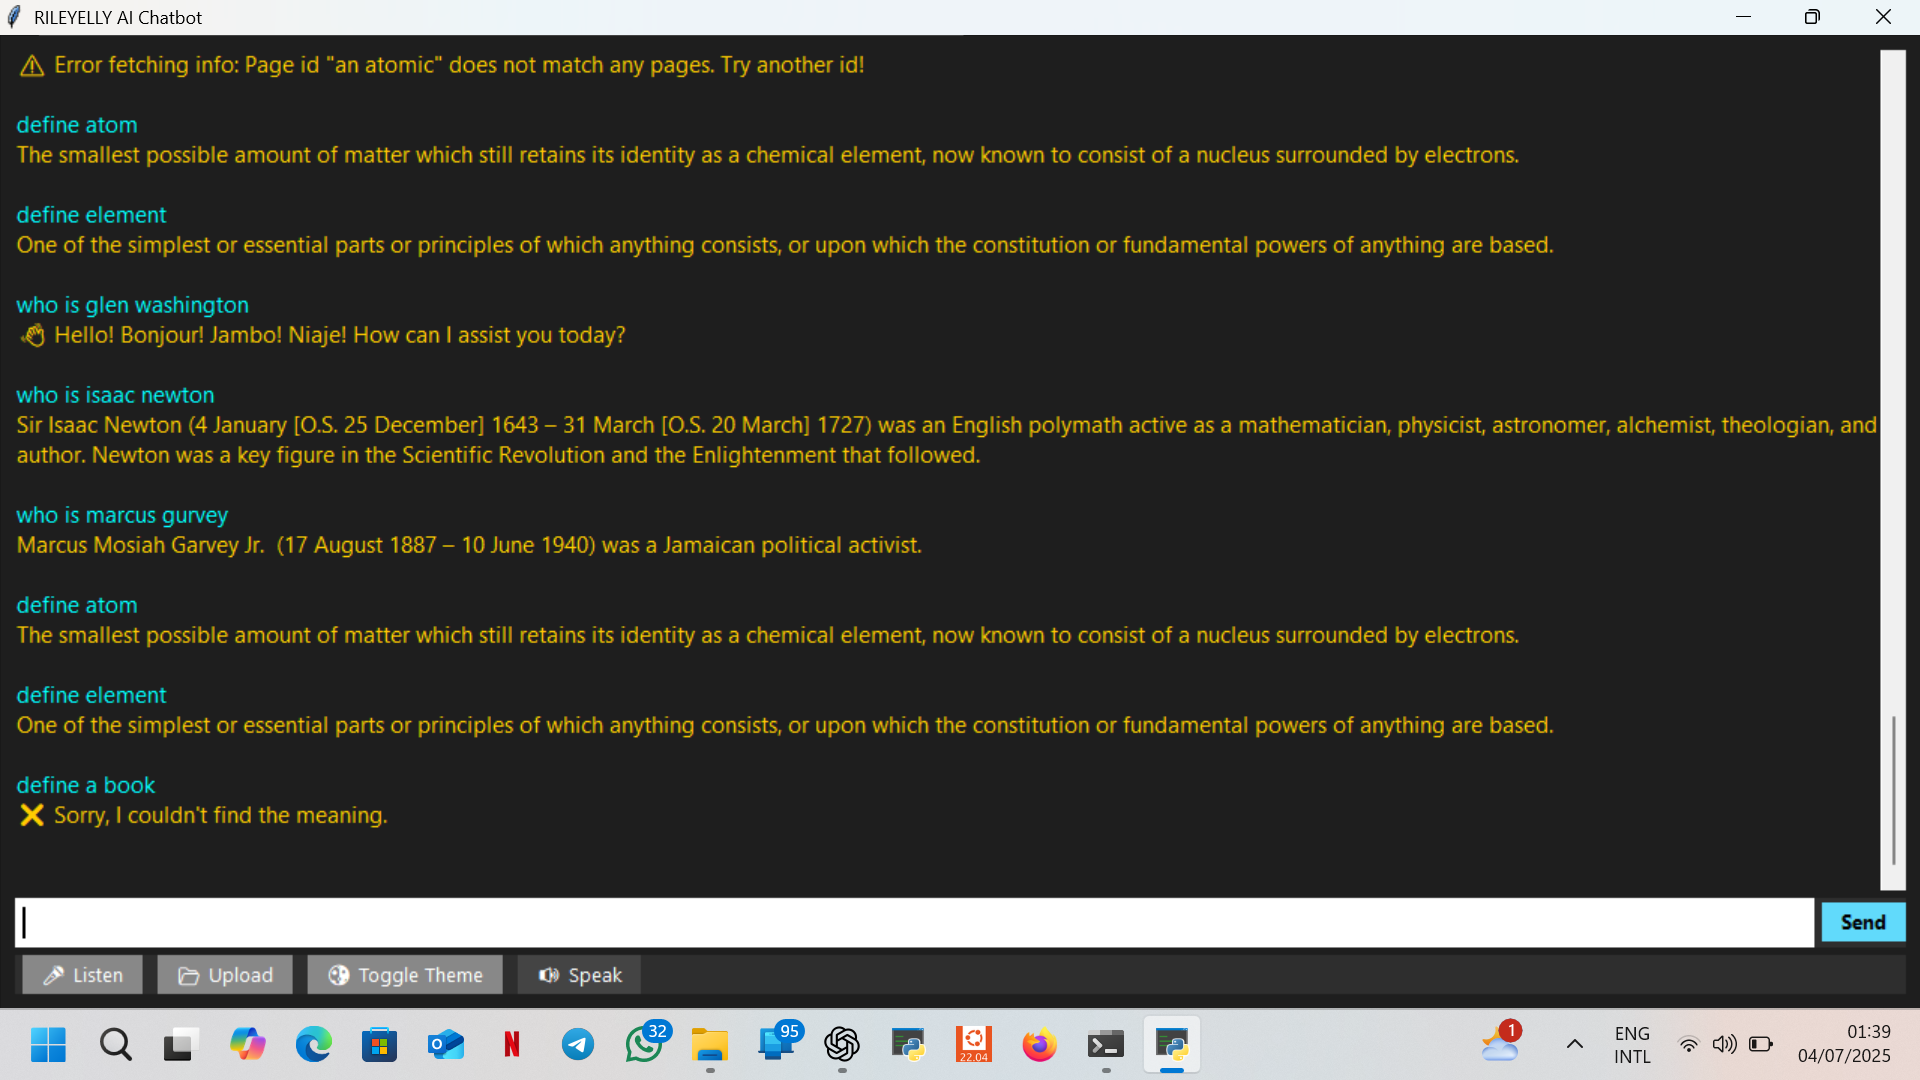 RILEYELLY AI Chatbot
⚠ Error fetching info: Page id "an atomic" does not match any pages. Try another id!
define atom
The smallest possible amount of matter which still retains its identity as a chemical element, now known to consist of a nucleus surrounded by electrons.
define element
One of the simplest or essential parts or principles of which anything consists, or upon which the constitution or fundamental powers of anything are based.
who is glen washington
👋 Hello! Bonjour! Jambo! Niaje! How can I assist you today?
who is isaac newton
Sir Isaac Newton (4 January [O.S. 25 December] 1643 – 31 March [O.S. 20 March] 1727) was an English polymath active as a mathematician, physicist, astronomer, alchemist, theologian, and
author. Newton was a key figure in the Scientific Revolution and the Enlightenment that followed.
who is marcus gurvey
Marcus Mosiah Garvey Jr.  (17 August 1887 – 10 June 1940) was a Jamaican political activist.
define atom
The smallest possible amount of matter which still retains its identity as a chemical element, now known to consist of a nucleus surrounded by electrons.
define element
One of the simplest or essential parts or principles of which anything consists, or upon which the constitution or fundamental powers of anything are based.
define a book
❌ Sorry, I couldn't find the meaning.
Send
Listen
Upload
Toggle Theme
Speak
N
32
95
22.04
1
ENG
INTL
01:39
04/07/2025